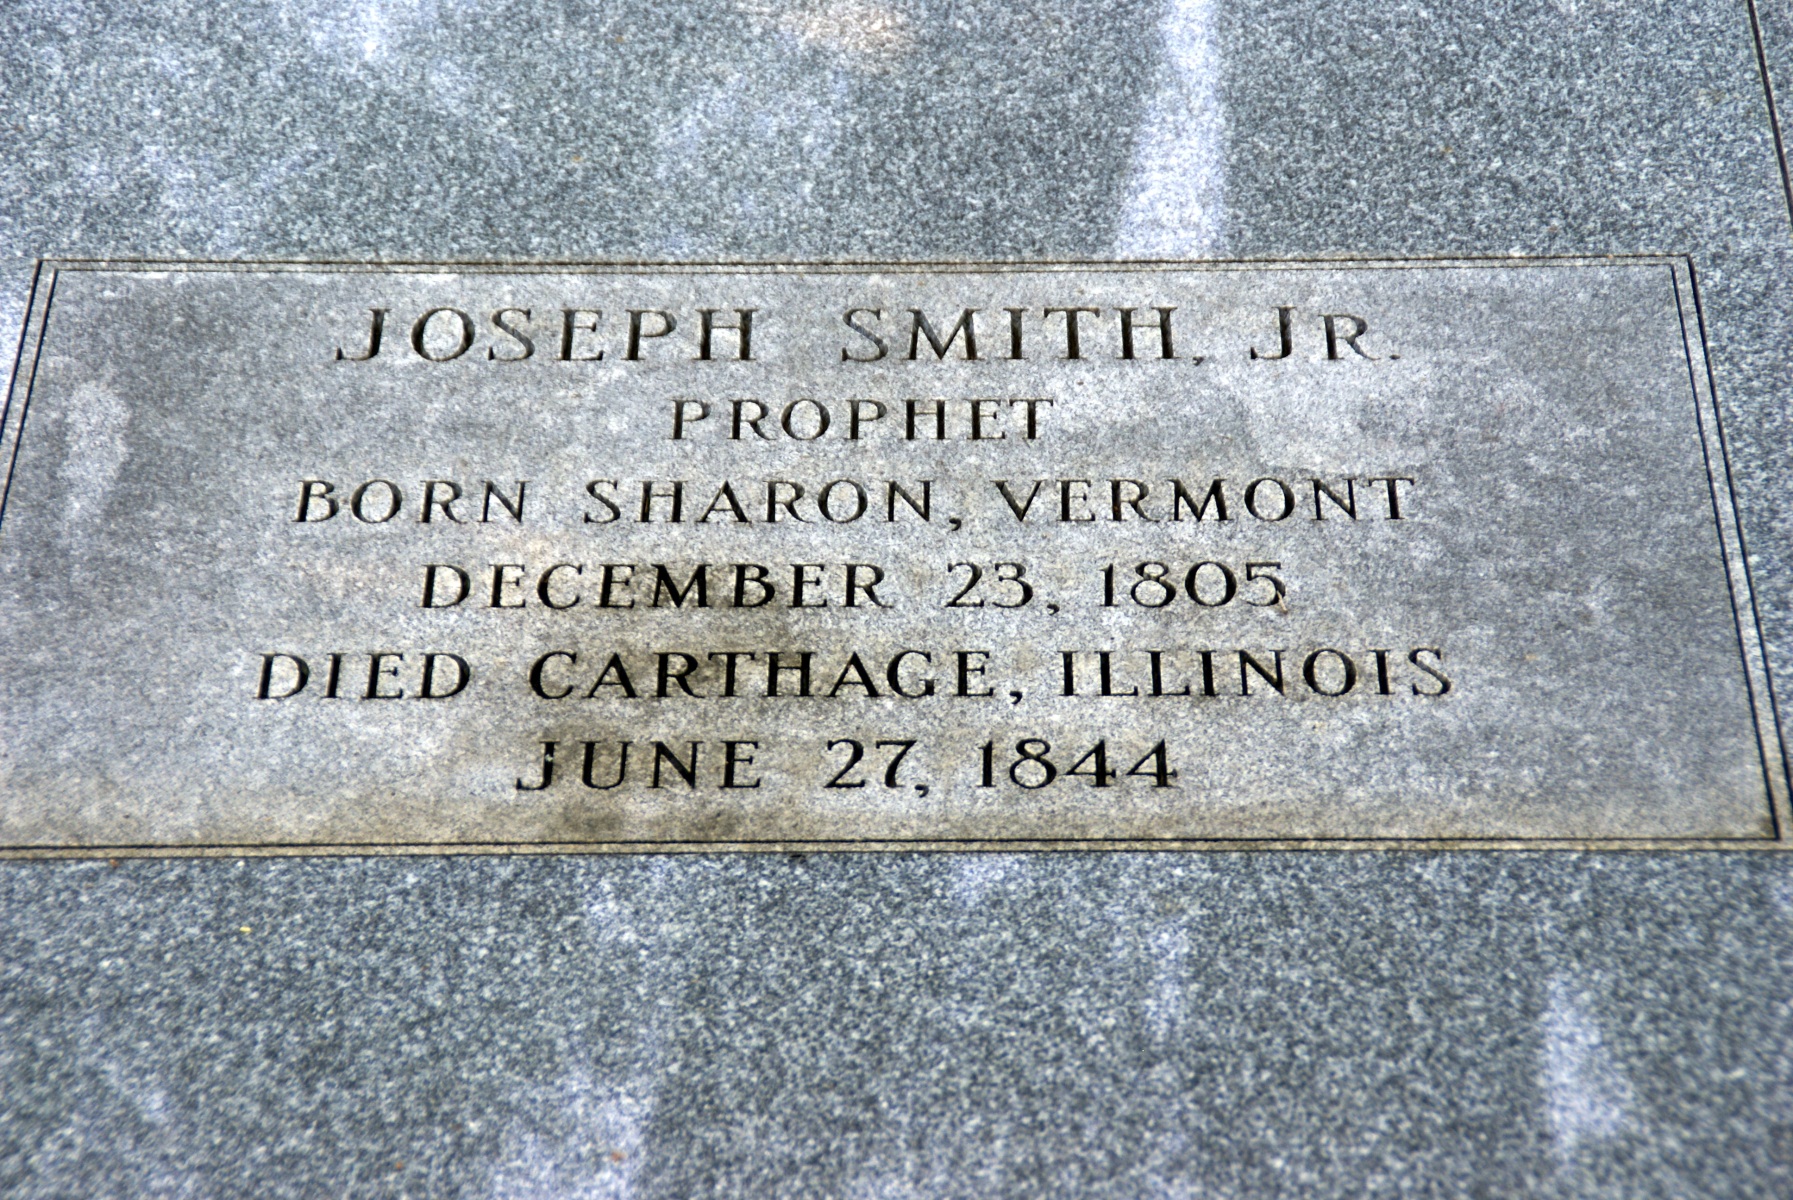 JOSEPH SMITH, JR.
PROPHET
BORN SHARON, VERMONT
DECEMBER 23, 1805
DIED CARTHAGE, ILLINOIS
JUNE 27, 1844